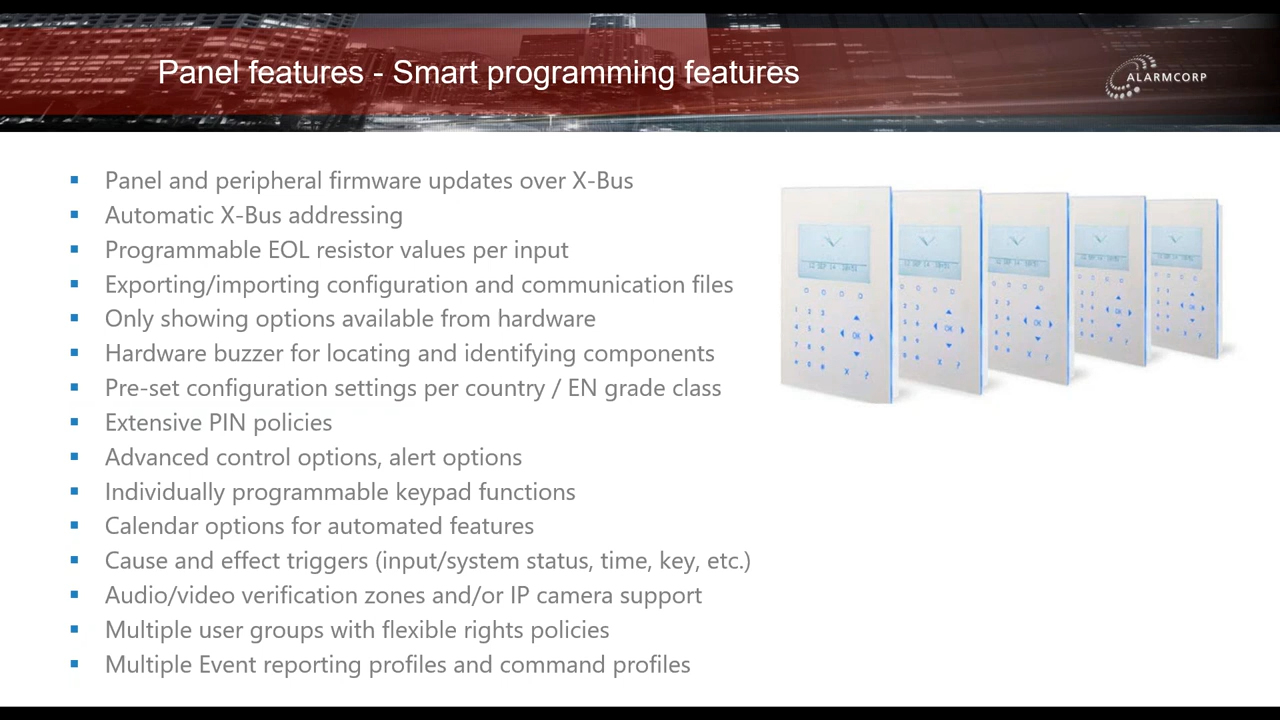 Panel features - Smart programming features
ALARMCORP
Panel and peripheral firmware updates over X-Bus
Automatic X-Bus addressing
Programmable EOL resistor values per input
Exporting/importing configuration and communication files
Only showing options available from hardware
Hardware buzzer for locating and identifying components
Pre-set configuration settings per country / EN grade class
Extensive PIN policies
Advanced control options, alert options
Individually programmable keypad functions
Calendar options for automated features
Cause and effect triggers (input/system status, time, key, etc.)
Audio/video verification zones and/or IP camera support
Multiple user groups with flexible rights policies
Multiple Event reporting profiles and command profiles